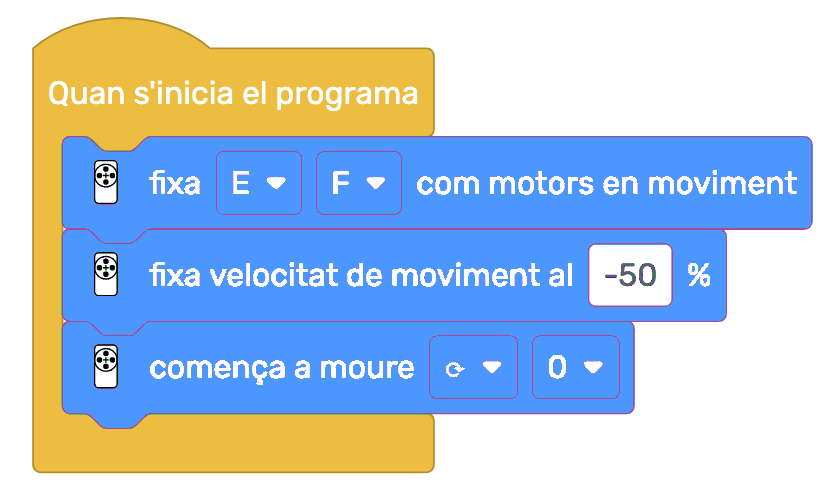 Quan s'inicia el programa
fixa E F com motors en moviment
fixa velocitat de moviment al -50 %
comença a moure ⟳ 0